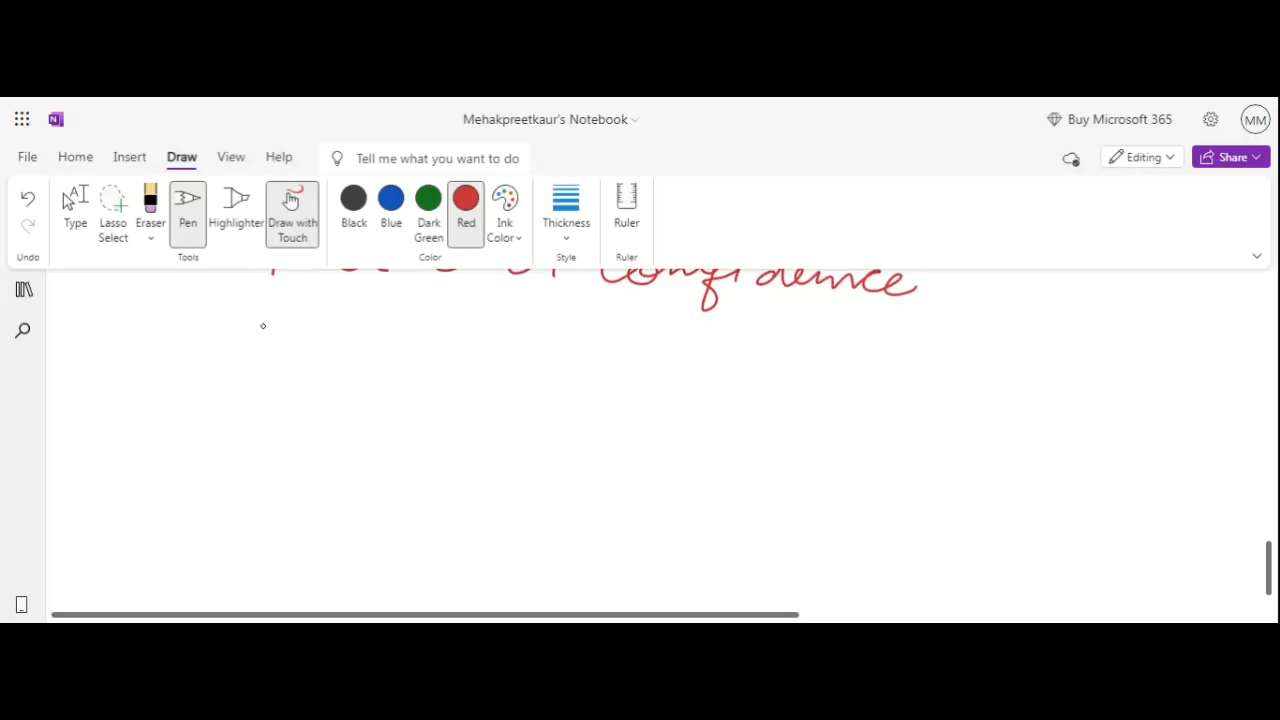 Mehakpreetkaur's Notebook
Buy Microsoft 365
MM
File Home Insert Draw View Help
Tell me what you want to do
Editing
Share
Type
Lasso Select
Eraser
Pen
Highlighter
Draw with Touch
Black
Blue
Dark Green
Red
Ink Color
Thickness
Ruler
Undo
Tools
Color
Style
Ruler
confidence